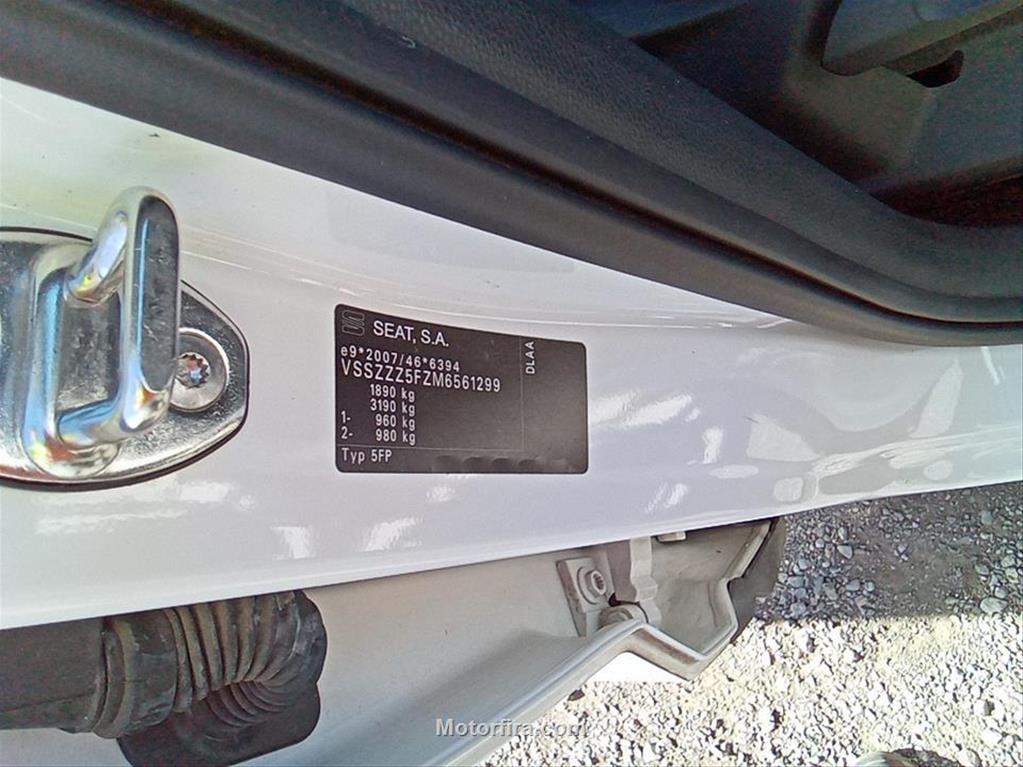 SEAT, S.A.
e9*2007/46*6394
VSSZZZ5FZM6561299
1890 kg
3190 kg
1- 960 kg
2- 980 kg
Typ 5FP
DLAA
Motorfira.com